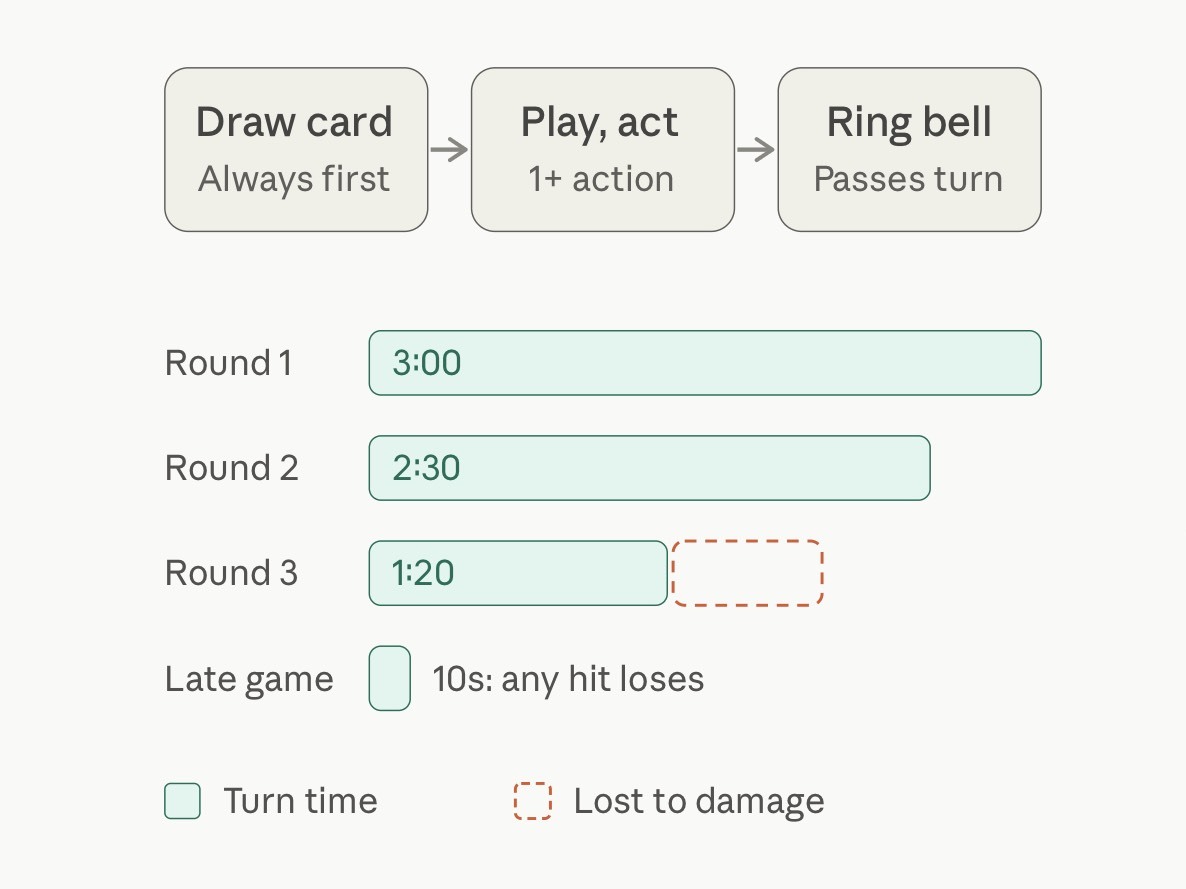 Draw card
Always first
Play, act
1+ action
Ring bell
Passes turn
Round 1
3:00
Round 2
2:30
Round 3
1:20
Late game
10s: any hit loses
Turn time
Lost to damage